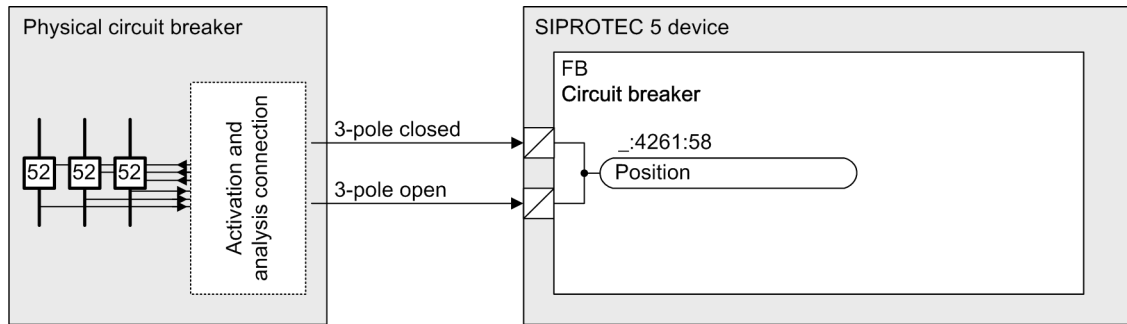 Physical circuit breaker
52 52 52
Activation and
analysis connection
3-pole closed
3-pole open
SIPROTEC 5 device
FB
Circuit breaker
_:4261:58
Position